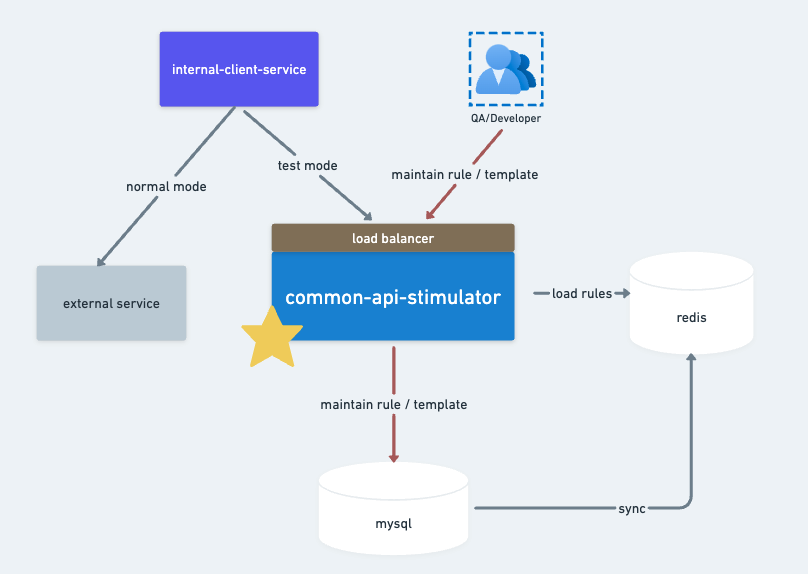 internal-client-service
QA/Developer
test mode
maintain rule / template
normal mode
load balancer
common-api-stimulator
external service
load rules
redis
maintain rule / template
mysql
sync